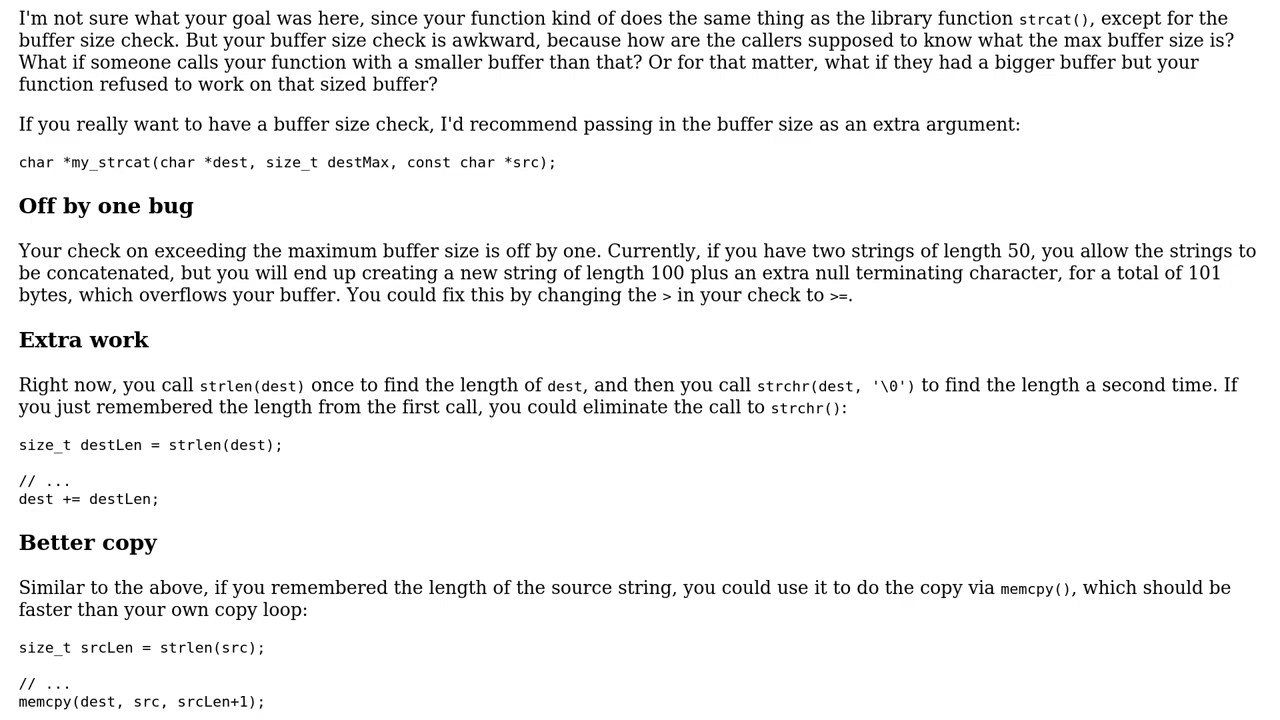 I'm not sure what your goal was here, since your function kind of does the same thing as the library function strcat(), except for the
buffer size check. But your buffer size check is awkward, because how are the callers supposed to know what the max buffer size is?
What if someone calls your function with a smaller buffer than that? Or for that matter, what if they had a bigger buffer but your
function refused to work on that sized buffer?
If you really want to have a buffer size check, I'd recommend passing in the buffer size as an extra argument:
char *my_strcat(char *dest, size_t destMax, const char *src);
Off by one bug
Your check on exceeding the maximum buffer size is off by one. Currently, if you have two strings of length 50, you allow the strings to
be concatenated, but you will end up creating a new string of length 100 plus an extra null terminating character, for a total of 101
bytes, which overflows your buffer. You could fix this by changing the > in your check to >=.
Extra work
Right now, you call strlen(dest) once to find the length of dest, and then you call strchr(dest, '\0') to find the length a second time. If
you just remembered the length from the first call, you could eliminate the call to strchr():
size_t destLen = strlen(dest);
// ...
dest += destLen;
Better copy
Similar to the above, if you remembered the length of the source string, you could use it to do the copy via memcpy(), which should be
faster than your own copy loop:
size_t srcLen = strlen(src);
// ...
memcpy(dest, src, srcLen+1);